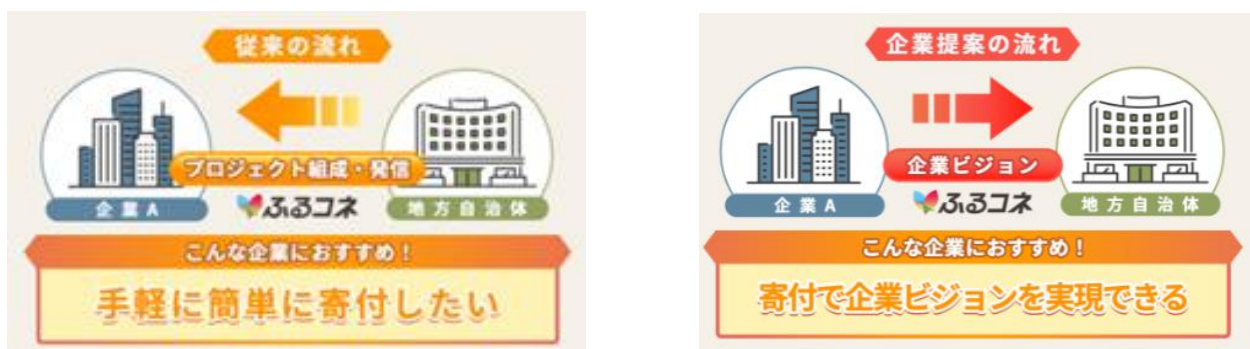 従来の流れ
プロジェクト組成・発信
企業A
ふるコネ
地方自治体
こんな企業におすすめ！
手軽に簡単に寄付したい
企業提案の流れ
企業ビジョン
企業A
ふるコネ
地方自治体
こんな企業におすすめ！
寄付で企業ビジョンを実現できる